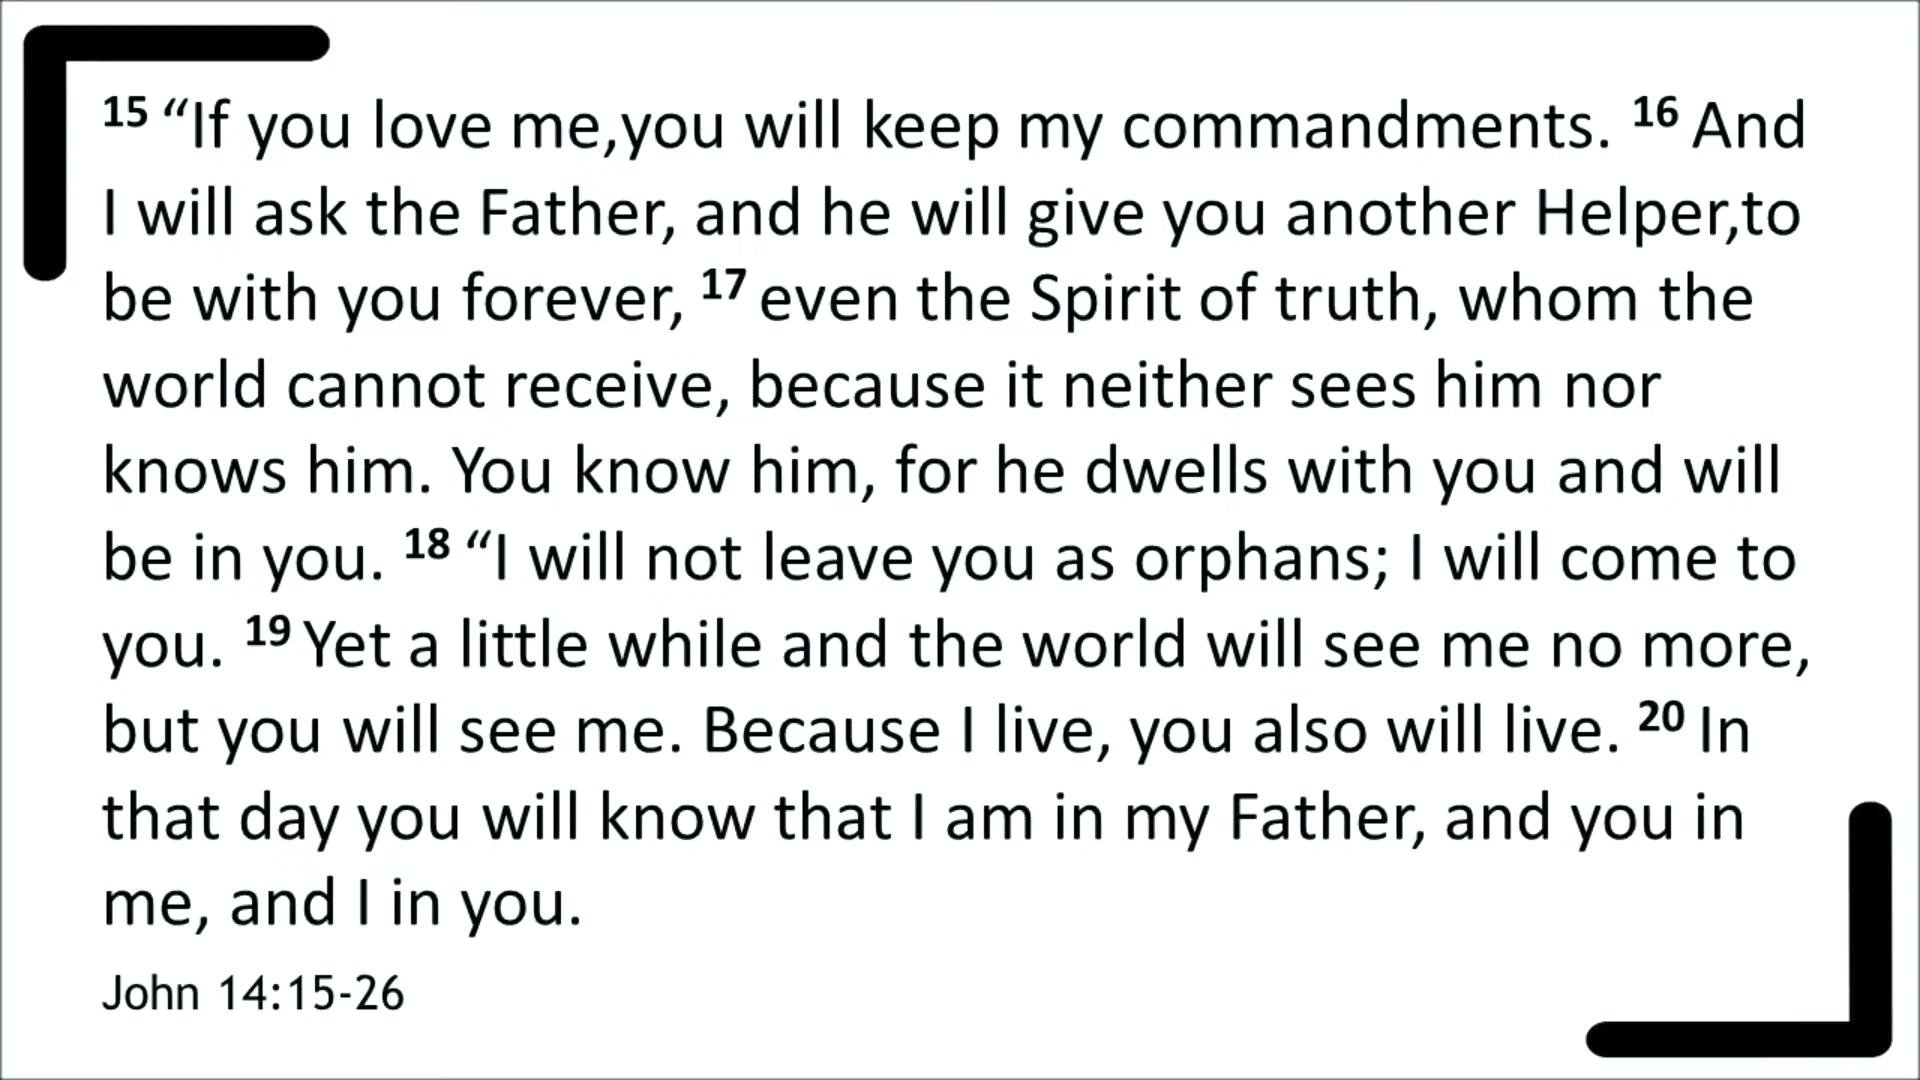 15 “If you love me,you will keep my commandments. 16 And
I will ask the Father, and he will give you another Helper,to
be with you forever, 17 even the Spirit of truth, whom the
world cannot receive, because it neither sees him nor
knows him. You know him, for he dwells with you and will
be in you. 18 “I will not leave you as orphans; I will come to
you. 19 Yet a little while and the world will see me no more,
but you will see me. Because I live, you also will live. 20 In
that day you will know that I am in my Father, and you in
me, and I in you.
John 14:15-26